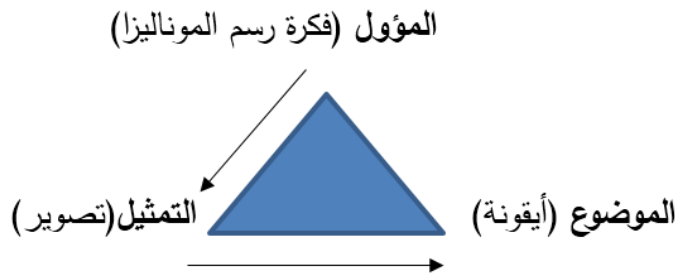 المؤول (فكرة رسم الموناليزا)
الموضوع (أيقونة)
التمثيل(تصوير)